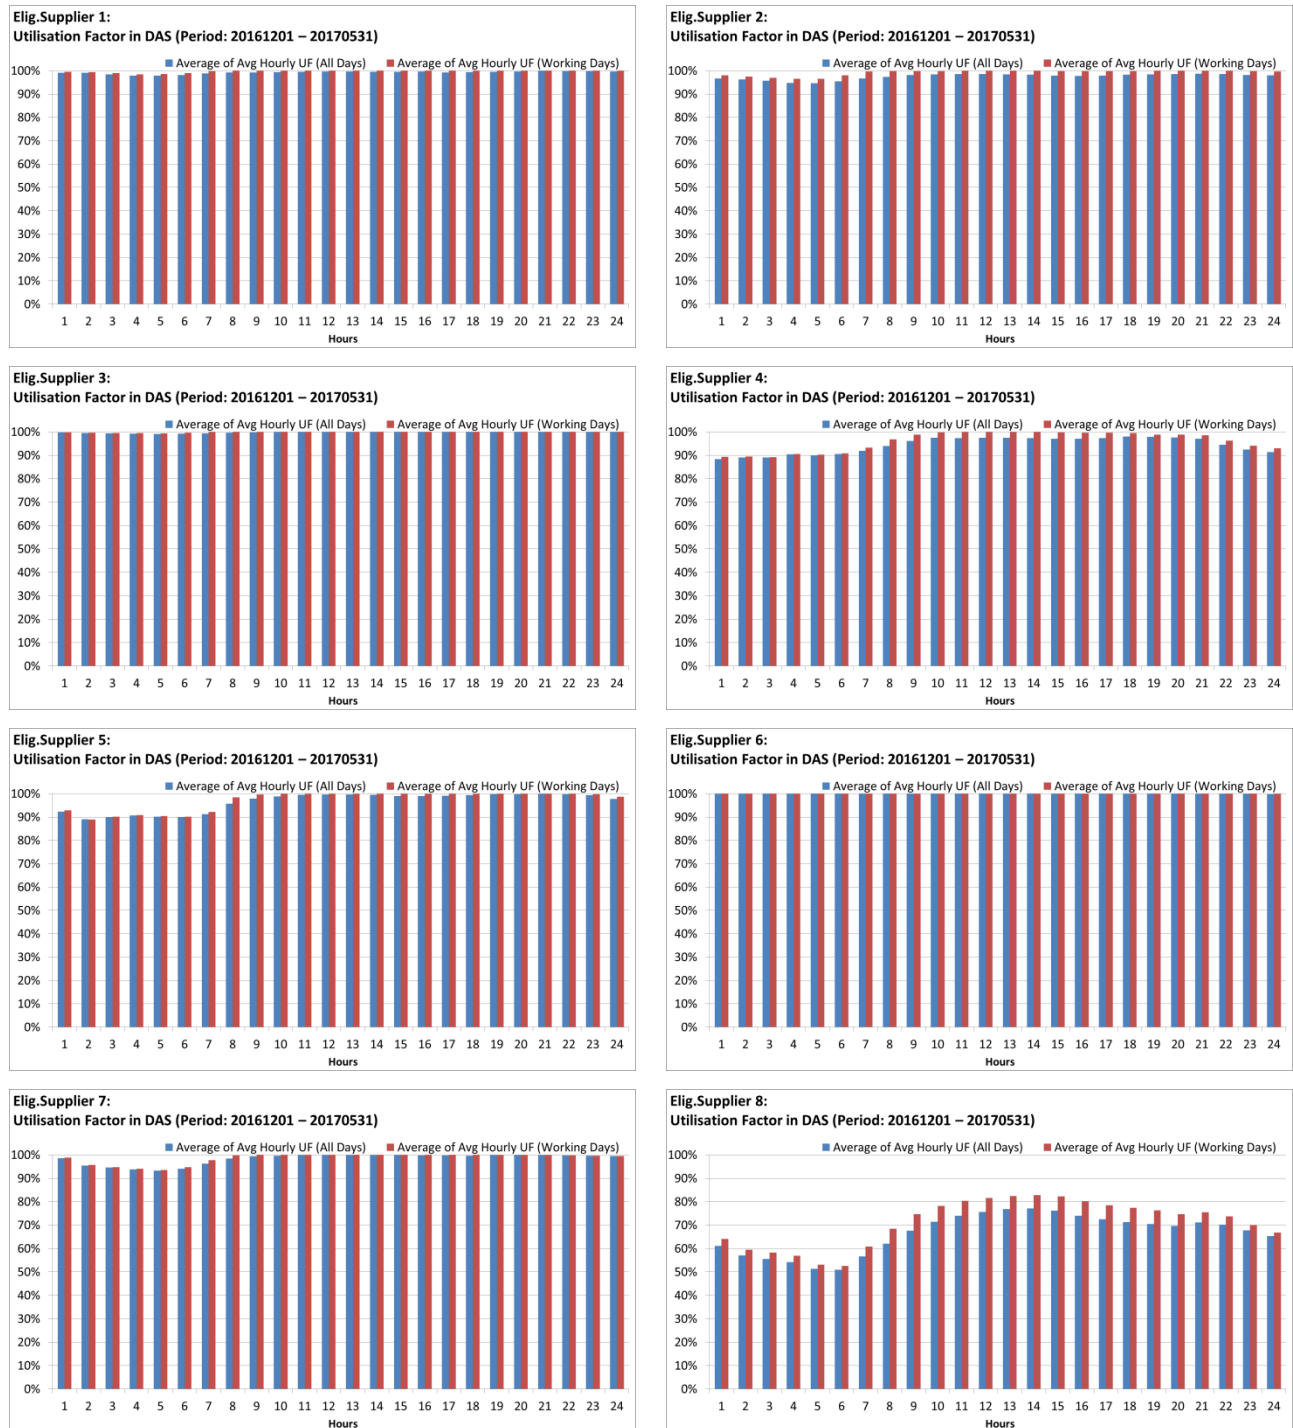 Elig.Supplier 1:
Utilisation Factor in DAS (Period: 20161201 – 20170531)
Average of Avg Hourly UF (All Days) Average of Avg Hourly UF (Working Days)
100%
90%
80%
70%
60%
50%
40%
30%
20%
10%
0%
1 2 3 4 5 6 7 8 9 10 11 12 13 14 15 16 17 18 19 20 21 22 23 24
Hours
Elig.Supplier 2:
Utilisation Factor in DAS (Period: 20161201 – 20170531)
Average of Avg Hourly UF (All Days) Average of Avg Hourly UF (Working Days)
100%
90%
80%
70%
60%
50%
40%
30%
20%
10%
0%
1 2 3 4 5 6 7 8 9 10 11 12 13 14 15 16 17 18 19 20 21 22 23 24
Hours
Elig.Supplier 3:
Utilisation Factor in DAS (Period: 20161201 – 20170531)
Average of Avg Hourly UF (All Days) Average of Avg Hourly UF (Working Days)
100%
90%
80%
70%
60%
50%
40%
30%
20%
10%
0%
1 2 3 4 5 6 7 8 9 10 11 12 13 14 15 16 17 18 19 20 21 22 23 24
Hours
Elig.Supplier 4:
Utilisation Factor in DAS (Period: 20161201 – 20170531)
Average of Avg Hourly UF (All Days) Average of Avg Hourly UF (Working Days)
100%
90%
80%
70%
60%
50%
40%
30%
20%
10%
0%
1 2 3 4 5 6 7 8 9 10 11 12 13 14 15 16 17 18 19 20 21 22 23 24
Hours
Elig.Supplier 5:
Utilisation Factor in DAS (Period: 20161201 – 20170531)
Average of Avg Hourly UF (All Days) Average of Avg Hourly UF (Working Days)
100%
90%
80%
70%
60%
50%
40%
30%
20%
10%
0%
1 2 3 4 5 6 7 8 9 10 11 12 13 14 15 16 17 18 19 20 21 22 23 24
Hours
Elig.Supplier 6:
Utilisation Factor in DAS (Period: 20161201 – 20170531)
Average of Avg Hourly UF (All Days) Average of Avg Hourly UF (Working Days)
100%
90%
80%
70%
60%
50%
40%
30%
20%
10%
0%
1 2 3 4 5 6 7 8 9 10 11 12 13 14 15 16 17 18 19 20 21 22 23 24
Hours
Elig.Supplier 7:
Utilisation Factor in DAS (Period: 20161201 – 20170531)
Average of Avg Hourly UF (All Days) Average of Avg Hourly UF (Working Days)
100%
90%
80%
70%
60%
50%
40%
30%
20%
10%
0%
1 2 3 4 5 6 7 8 9 10 11 12 13 14 15 16 17 18 19 20 21 22 23 24
Hours
Elig.Supplier 8:
Utilisation Factor in DAS (Period: 20161201 – 20170531)
Average of Avg Hourly UF (All Days) Average of Avg Hourly UF (Working Days)
100%
90%
80%
70%
60%
50%
40%
30%
20%
10%
0%
1 2 3 4 5 6 7 8 9 10 11 12 13 14 15 16 17 18 19 20 21 22 23 24
Hours